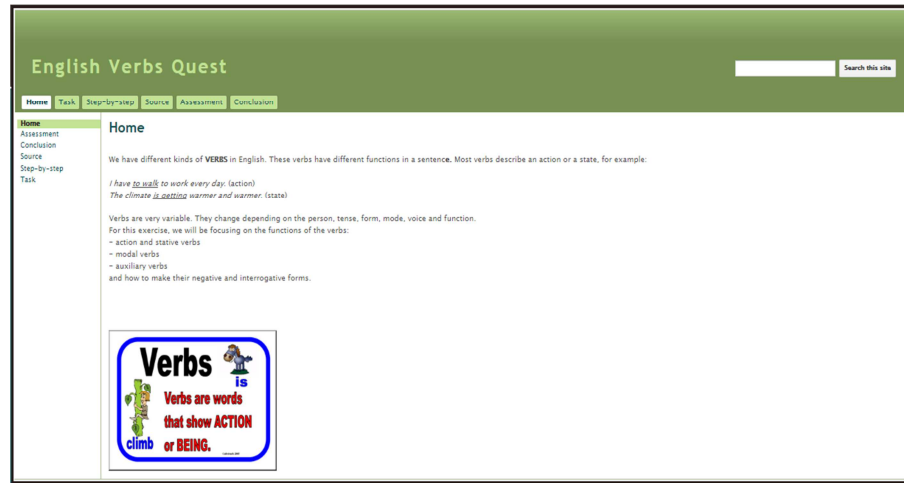 English Verbs Quest
Search this site
Home Task Step-by-step Source Assessment Conclusion
Home
Assessment
Conclusion
Source
Step-by-step
Task
Home
We have different kinds of VERBS in English. These verbs have different functions in a sentence. Most verbs describe an action or a state, for example:
I have to walk to work every day. (action)
The climate is getting warmer and warmer. (state)
Verbs are very variable. They change depending on the person, tense, form, mode, voice and function.
For this exercise, we will be focusing on the functions of the verbs:
- action and stative verbs
- modal verbs
- auxiliary verbs
and how to make their negative and interrogative forms.
Verbs
is
Verbs are words
that show ACTION
or BEING.
climb